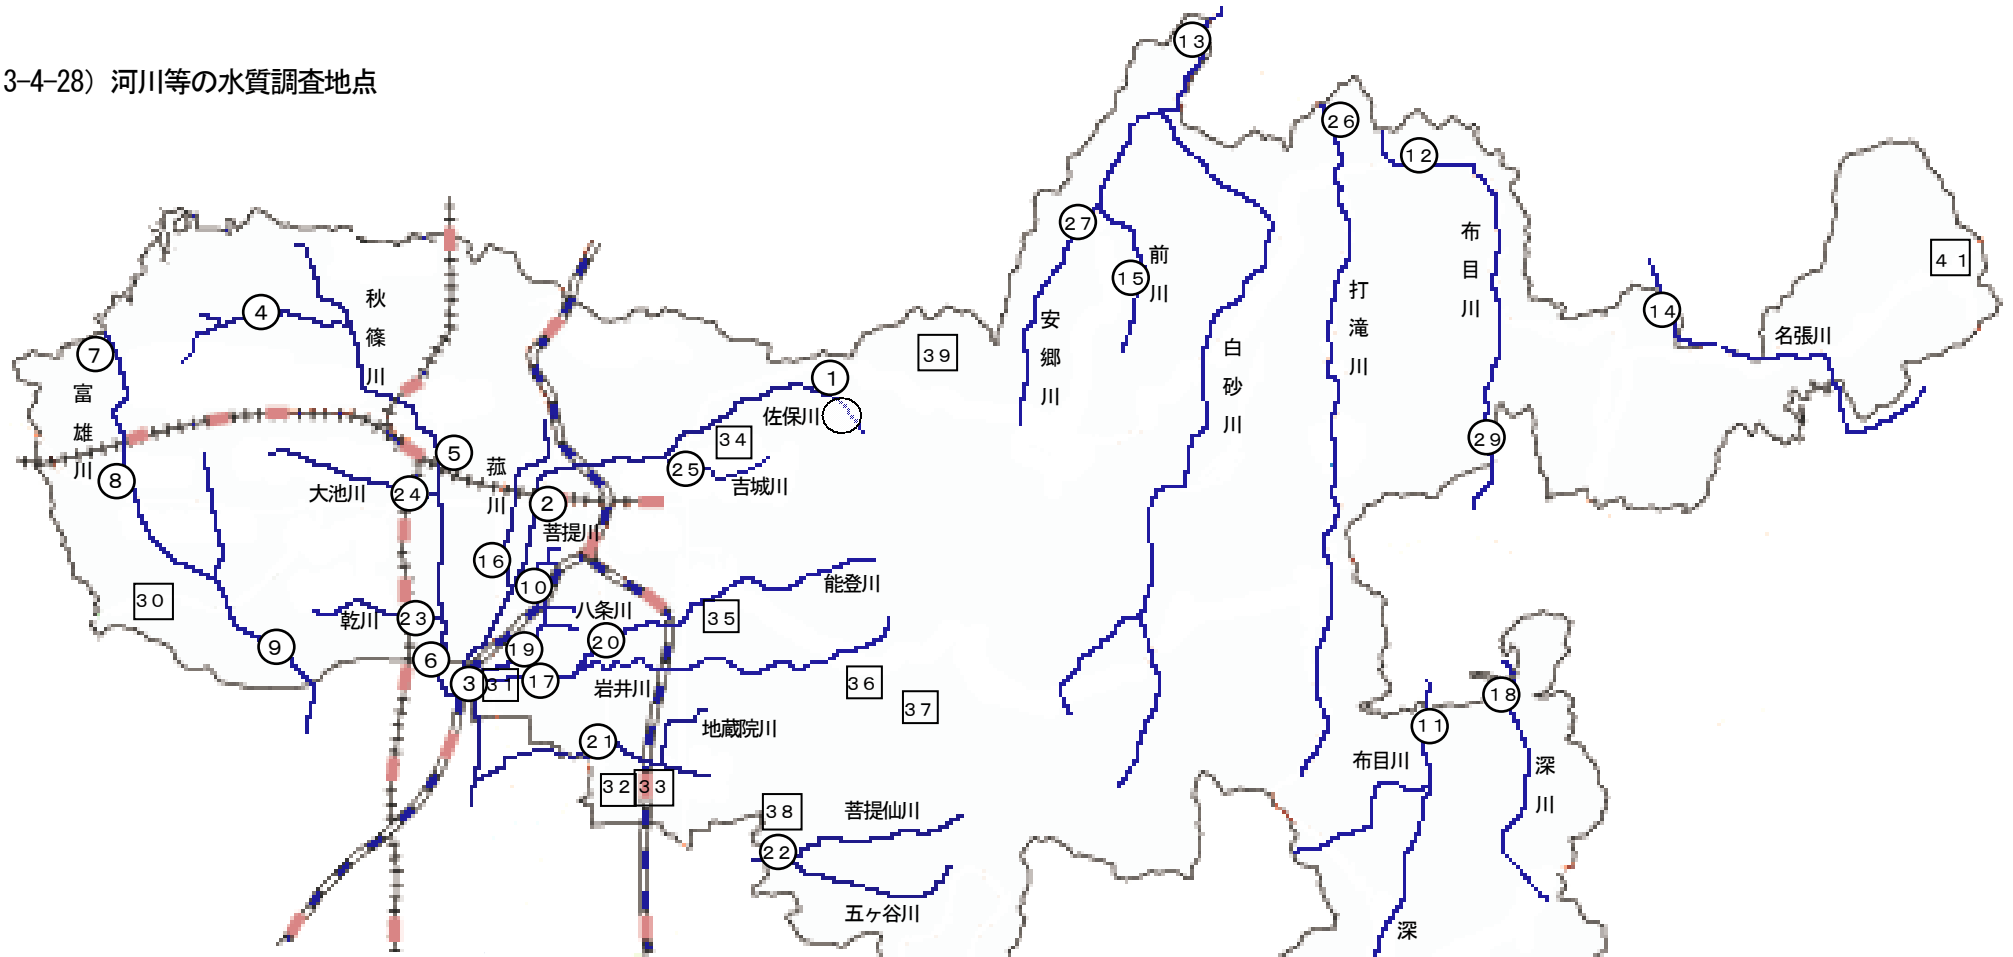 3-4-28）河川等の水質調査地点
13
26
12
27
布目川
41
前川
15
4
秋篠川
打滝川
14
安郷川
名張川
7
39
白砂川
1
富雄川
佐保川
34
29
5
菰川
25
8
大池川
24
吉城川
2
菩提川
16
10
能登川
30
八条川
35
乾川
23
20
9
19
6
3
31
17
岩井川
36
18
37
11
地蔵院川
21
布目川
深川
32
33
38
菩提仙川
22
五ヶ谷川
深